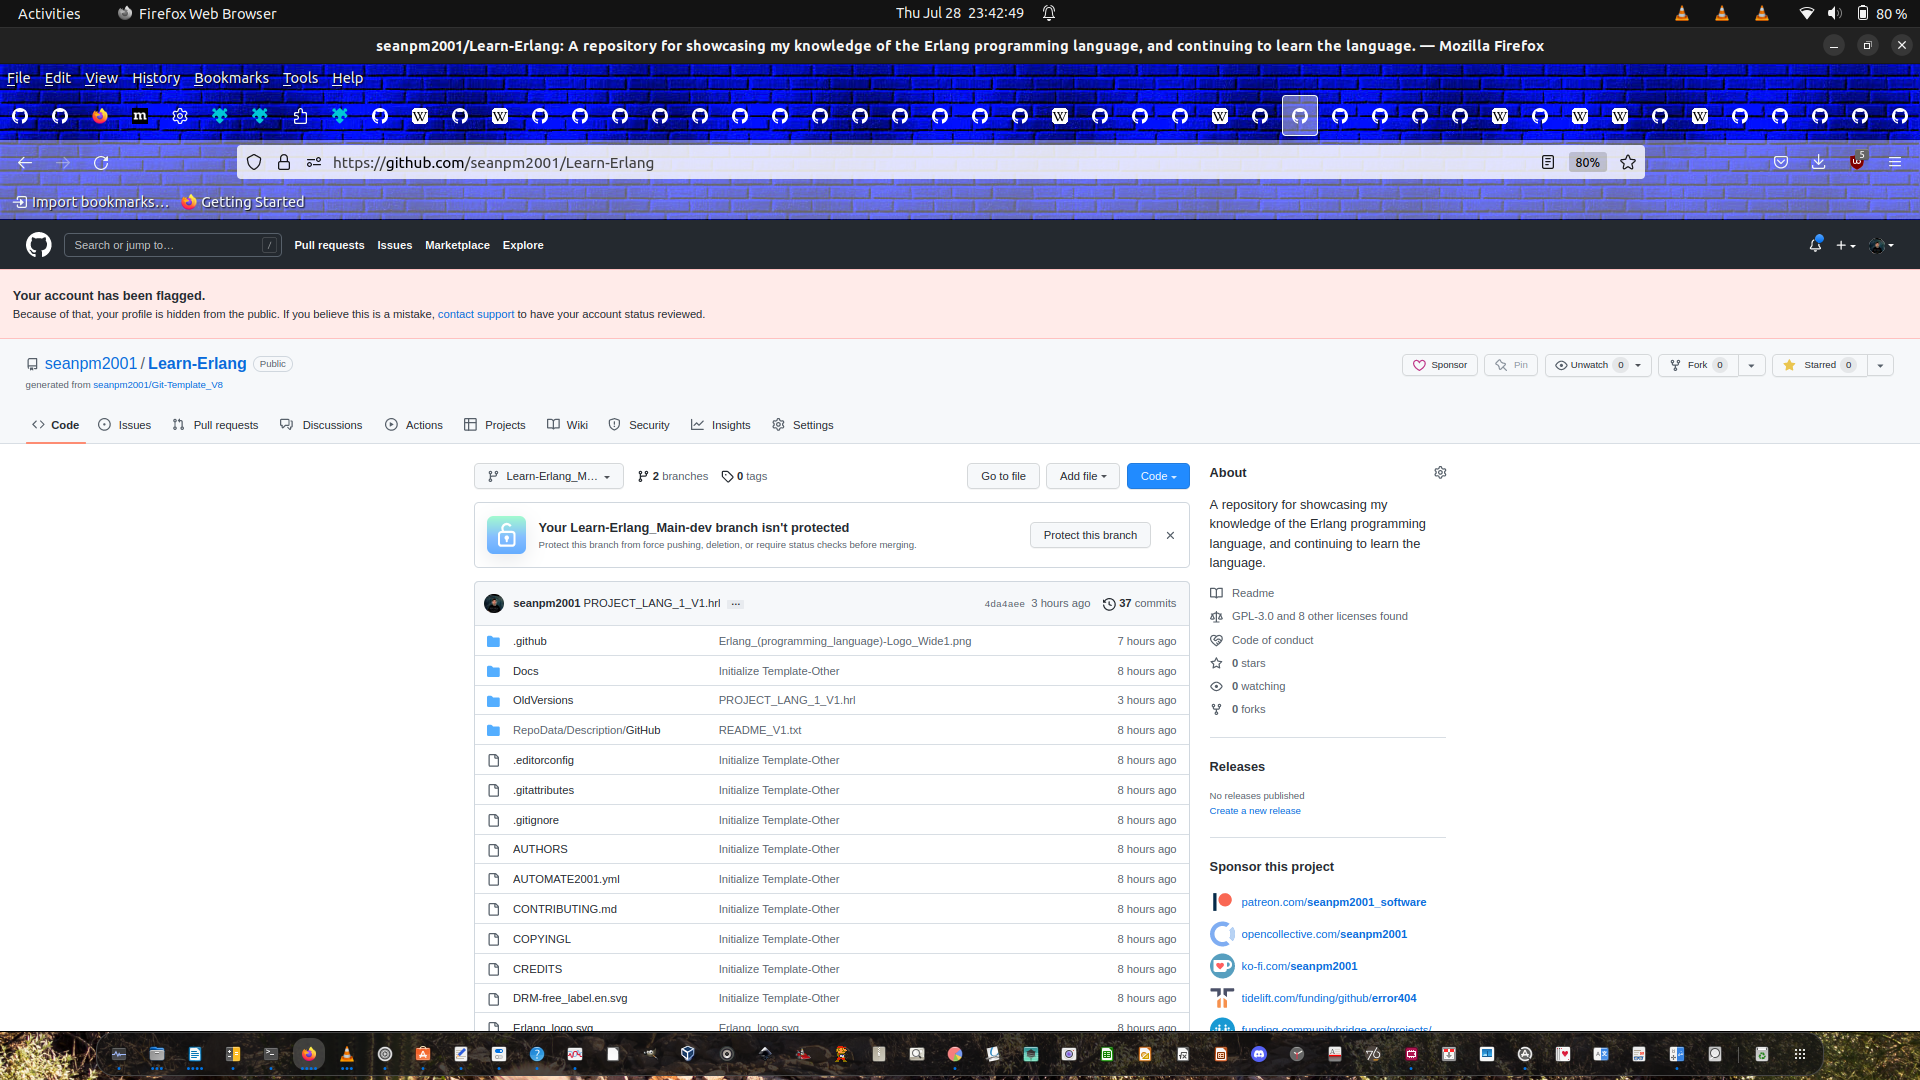 Activities Firefox Web Browser Thu Jul 28 23:42:49 80 %
seanpm2001/Learn-Erlang: A repository for showcasing my knowledge of the Erlang programming language, and continuing to learn the language. — Mozilla Firefox
File Edit View History Bookmarks Tools Help
https://github.com/seanpm2001/Learn-Erlang 80% 5
Import bookmarks… Getting Started
Search or jump to… / Pull requests Issues Marketplace Explore
Your account has been flagged.
Because of that, your profile is hidden from the public. If you believe this is a mistake, contact support to have your account status reviewed.
seanpm2001 / Learn-Erlang Public Sponsor Pin Unwatch 0 Fork 0 Starred 0
generated from seanpm2001/Git-Template_V8
Code Issues Pull requests Discussions Actions Projects Wiki Security Insights Settings
Learn-Erlang_M… 2 branches 0 tags Go to file Add file Code
Your Learn-Erlang_Main-dev branch isn't protected
Protect this branch from force pushing, deletion, or require status checks before merging.
Protect this branch
seanpm2001 PROJECT_LANG_1_V1.hrl … 4da4aee 3 hours ago 37 commits
.github Erlang_(programming_language)-Logo_Wide1.png 7 hours ago
Docs Initialize Template-Other 8 hours ago
OldVersions PROJECT_LANG_1_V1.hrl 3 hours ago
RepoData/Description/GitHub README_V1.txt 8 hours ago
.editorconfig Initialize Template-Other 8 hours ago
.gitattributes Initialize Template-Other 8 hours ago
.gitignore Initialize Template-Other 8 hours ago
AUTHORS Initialize Template-Other 8 hours ago
AUTOMATE2001.yml Initialize Template-Other 8 hours ago
CONTRIBUTING.md Initialize Template-Other 8 hours ago
COPYINGL Initialize Template-Other 8 hours ago
CREDITS Initialize Template-Other 8 hours ago
DRM-free_label.en.svg Initialize Template-Other 8 hours ago
Erlang_logo.svg Erlang_logo.svg 8 hours ago
About
A repository for showcasing my
knowledge of the Erlang programming
language, and continuing to learn the
language.
Readme
GPL-3.0 and 8 other licenses found
Code of conduct
0 stars
0 watching
0 forks
Releases
No releases published
Create a new release
Sponsor this project
patreon.com/seanpm2001_software
opencollective.com/seanpm2001
ko-fi.com/seanpm2001
tidelift.com/funding/github/error404
funding.communitybridge.org/projects/